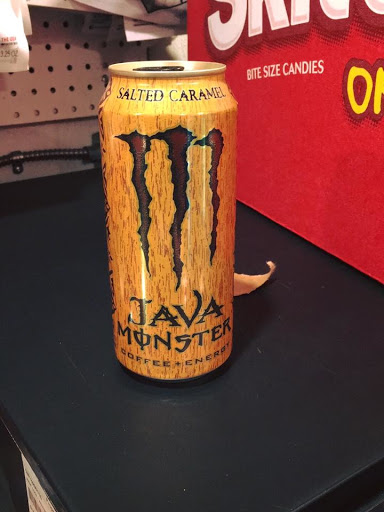 SALTED CARAMEL
JAVA
MONSTER
COFFEE + ENERGY
BITE SIZE CANDIES